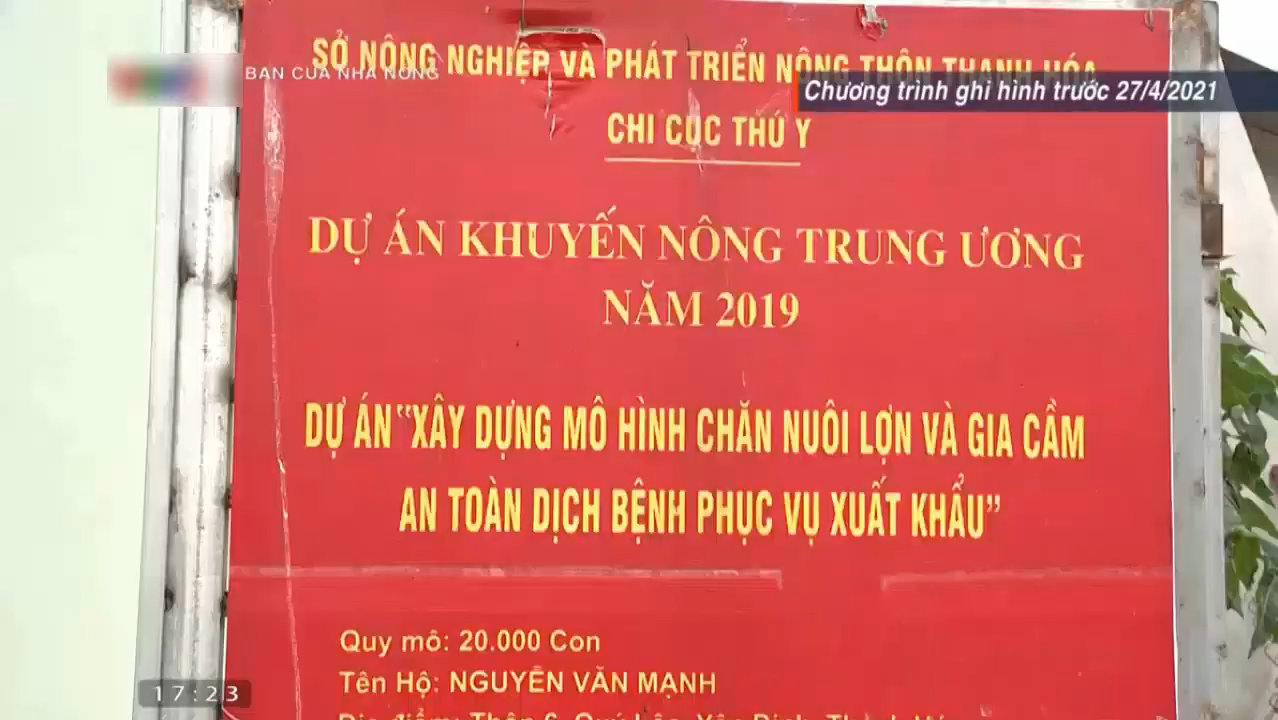 SỞ NÔNG NGHIỆP VÀ PHÁT TRIỂN NÔNG THÔN THANH HÓA
BẠN CỦA NHÀ NÔNG
Chương trình ghi hình trước 27/4/2021
CHI CỤC THÚ Y
DỰ ÁN KHUYẾN NÔNG TRUNG ƯƠNG
NĂM 2019
DỰ ÁN "XÂY DỰNG MÔ HÌNH CHĂN NUÔI LỢN VÀ GIA CẦM
AN TOÀN DỊCH BỆNH PHỤC VỤ XUẤT KHẨU"
Quy mô: 20.000 Con
Tên Hộ: NGUYỄN VĂN MẠNH
17:23